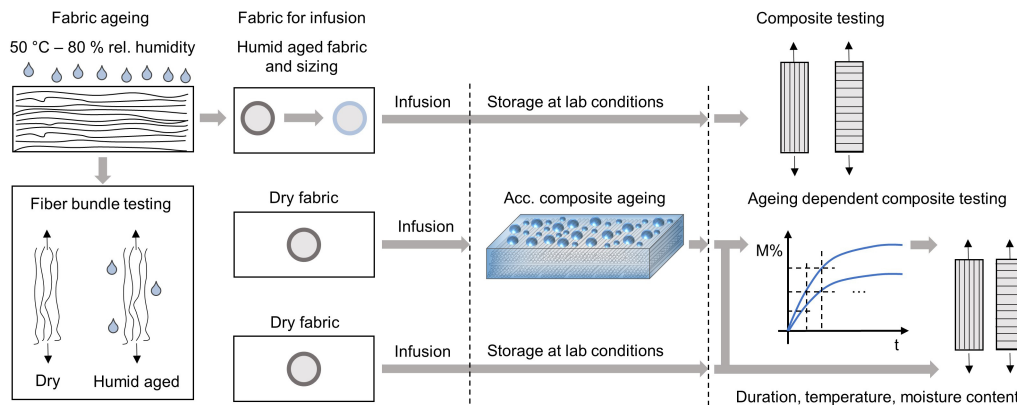 Fabric ageing
50 °C – 80 % rel. humidity
Fabric for infusion
Humid aged fabric
and sizing
Infusion
Storage at lab conditions
Composite testing
Fiber bundle testing
Dry
Humid aged
Dry fabric
Infusion
Acc. composite ageing
Ageing dependent composite testing
M%
...
t
Dry fabric
Infusion
Storage at lab conditions
Duration, temperature, moisture content